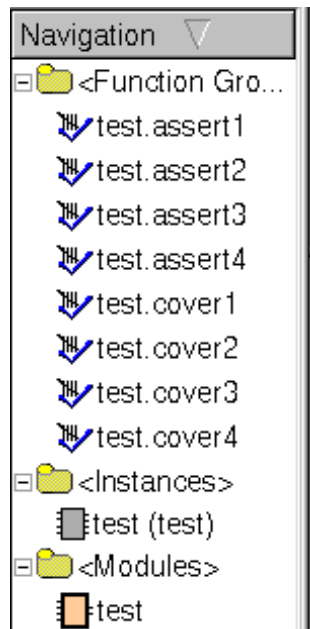 Navigation
<Function Gro...
test.assert1
test.assert2
test.assert3
test.assert4
test.cover1
test.cover2
test.cover3
test.cover4
<Instances>
test (test)
<Modules>
test